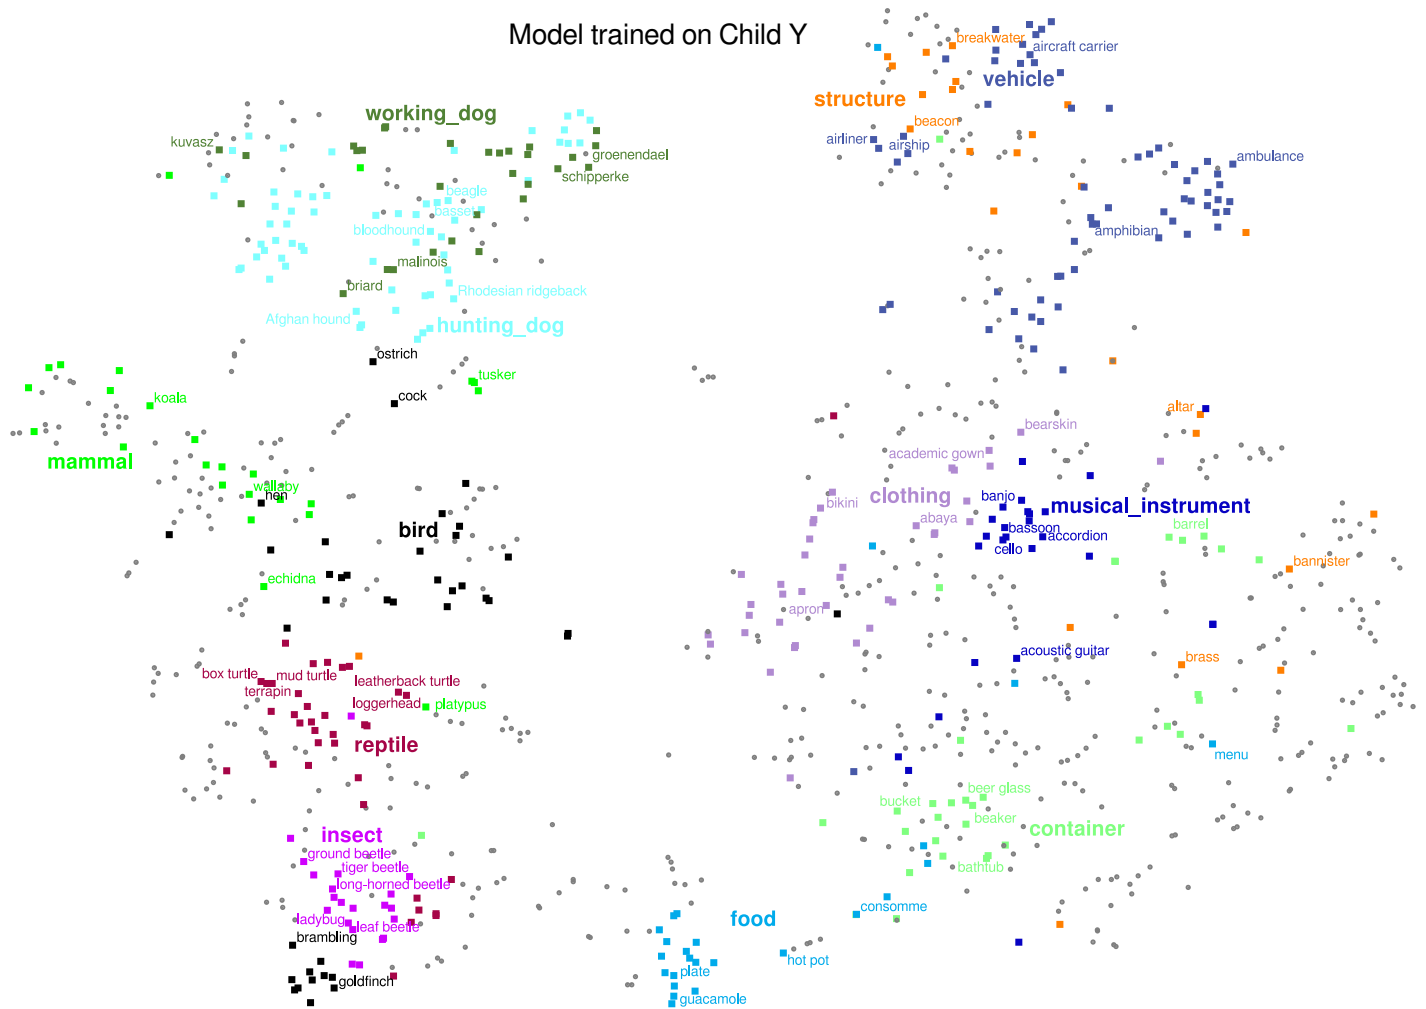 Model trained on Child Y
breakwater
aircraft carrier
vehicle
structure
working_dog
beacon
kuvasz
airliner
airship
groenendael
ambulance
schipperke
beagle
basset
bloodhound
amphibian
malinois
briard
Rhodesian ridgeback
Afghan hound
hunting_dog
ostrich
tusker
koala
cock
altar
bearskin
mammal
academic gown
wallaby
hen
clothing
banjo
bikini
musical_instrument
bird
abaya
bassoon
barrel
accordion
cello
bannister
echidna
apron
acoustic guitar
brass
box turtle
mud turtle
leatherback turtle
terrapin
loggerhead
platypus
reptile
menu
beer glass
bucket
beaker
container
insect
ground beetle
tiger beetle
bathtub
long-horned beetle
consomme
ladybug
leaf beetle
food
brambling
hot pot
plate
goldfinch
guacamole